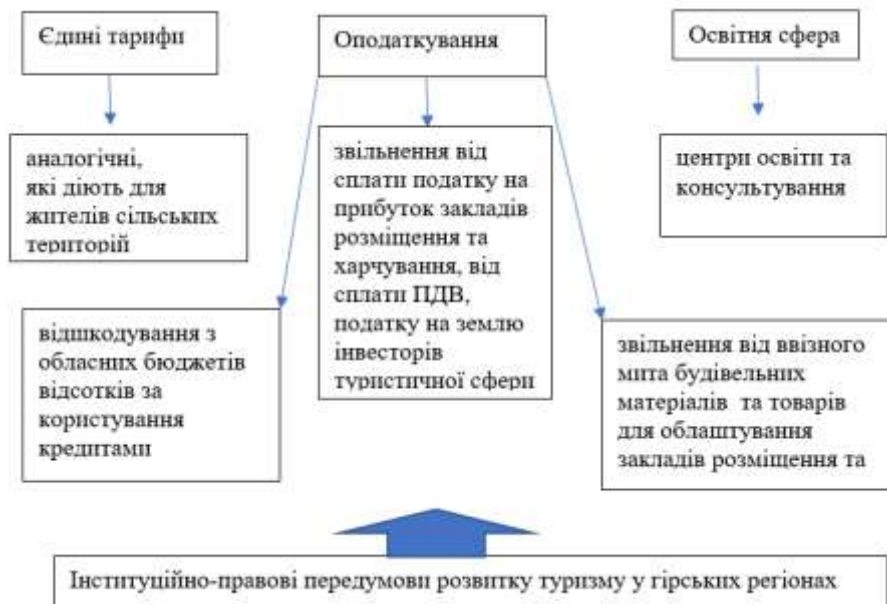 Єдині тарифи
Оподаткування
Освітня сфера
аналогічні,
які діють для
жителів сільських
територій
звільнення від
сплати податку на
прибуток закладів
розміщення та
харчування, від
сплати ПДВ,
податку на землю
інвесторів
туристичної сфери
центри освіти та
консультування
відшкодування з
обласних бюджетів
відсотків за
користування
кредитами
звільнення від ввізного
мита будівельних
матеріалів та товарів
для облаштування
закладів розміщення та
Інституційно-правові передумови розвитку туризму у гірських регіонах